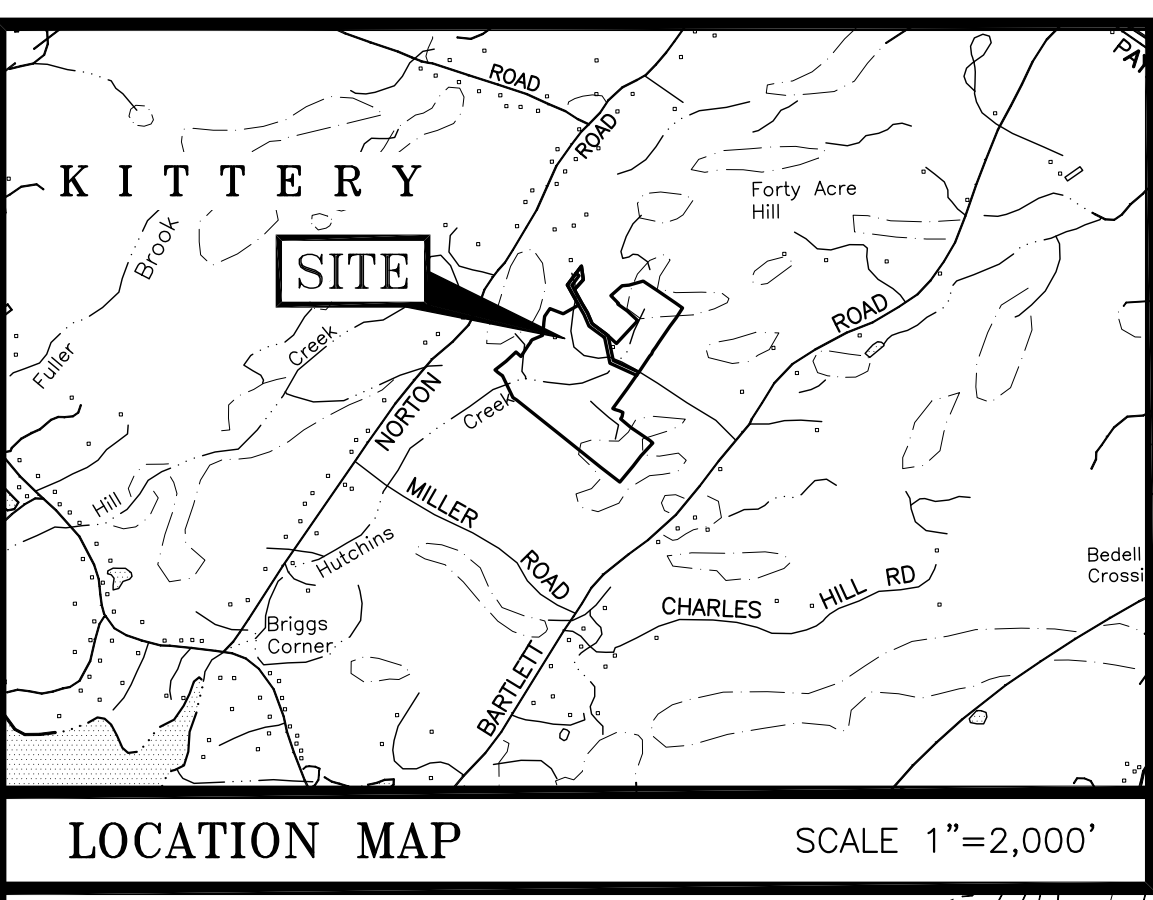 PAY
ROAD
ROAD
KITTERY
Forty Acre
Hill
Brook
SITE
ROAD
Creek
Fuller
NORTON
Creek
Hill
MILLER
Hutchins
ROAD
Bedell
Crossi
HILL RD
CHARLES
Briggs
Corner
BARTLETT
LOCATION MAP
SCALE 1"=2,000'